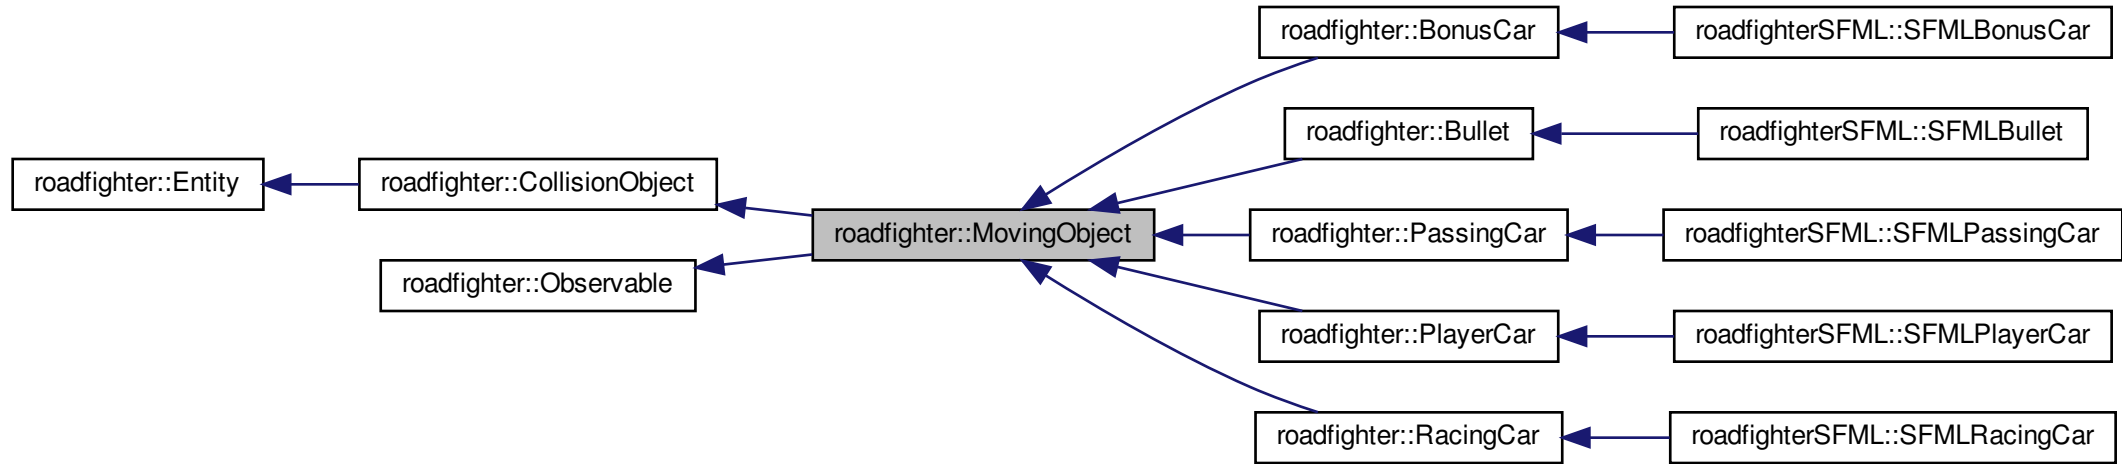 roadfighter::BonusCar
roadfighterSFML::SFMLBonusCar
roadfighter::Bullet
roadfighterSFML::SFMLBullet
roadfighter::Entity
roadfighter::CollisionObject
roadfighter::MovingObject
roadfighter::PassingCar
roadfighterSFML::SFMLPassingCar
roadfighter::Observable
roadfighter::PlayerCar
roadfighterSFML::SFMLPlayerCar
roadfighter::RacingCar
roadfighterSFML::SFMLRacingCar